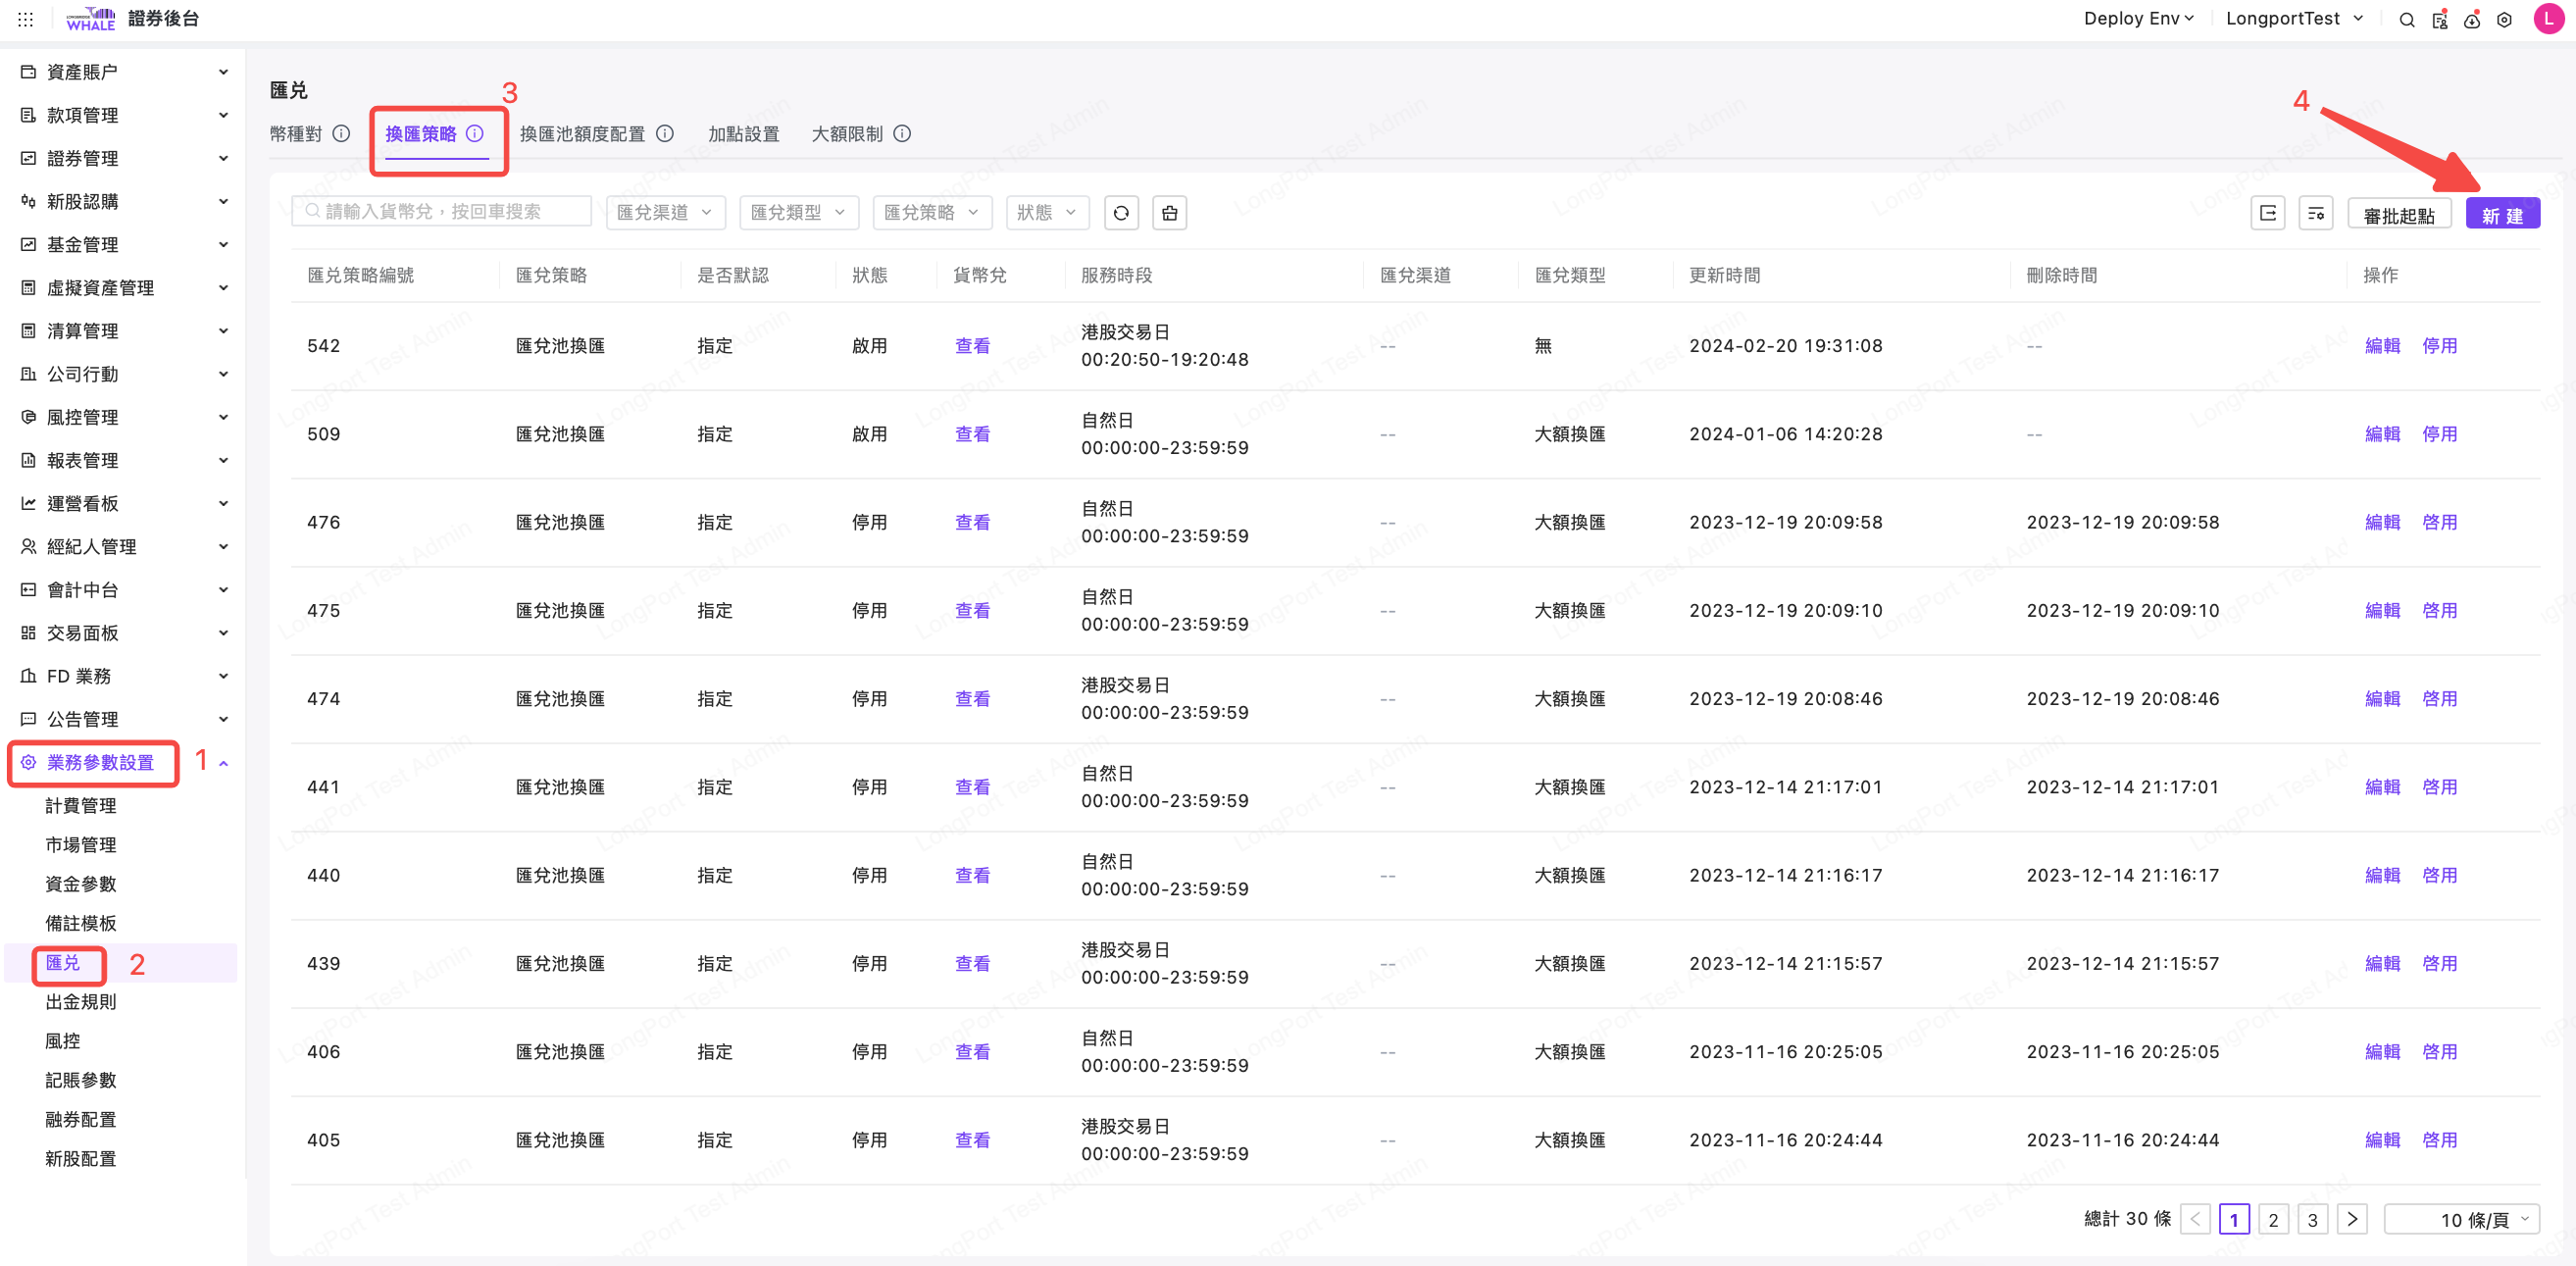 WHALE 證券後台
Deploy Env
LongportTest
L
資產賬户
款項管理
證券管理
新股認購
基金管理
虛擬資產管理
清算管理
公司行動
風控管理
報表管理
運營看板
經紀人管理
會計中台
交易面板
FD 業務
公告管理
業務參數設置 1
計費管理
市場管理
資金參數
備註模板
匯兑 2
出金規則
風控
記賬參數
融券配置
新股配置
匯兑
3
4
幣種對 換匯策略 換匯池額度配置 加點設置 大額限制
請輸入貨幣兌，按回車搜索 匯兌渠道 匯兌類型 匯兌策略 狀態 審批起點 新 建
匯兑策略編號 匯兌策略 是否默認 狀態 貨幣兌 服務時段 匯兌渠道 匯兌類型 更新時間 刪除時間 操作
542 匯兌池換匯 指定 啟用 查看 港股交易日 00:20:50-19:20:48 -- 無 2024-02-20 19:31:08 -- 編輯 停用
509 匯兌池換匯 指定 啟用 查看 自然日 00:00:00-23:59:59 -- 大額換匯 2024-01-06 14:20:28 -- 編輯 停用
476 匯兌池換匯 指定 停用 查看 自然日 00:00:00-23:59:59 -- 大額換匯 2023-12-19 20:09:58 2023-12-19 20:09:58 編輯 啓用
475 匯兌池換匯 指定 停用 查看 自然日 00:00:00-23:59:59 -- 大額換匯 2023-12-19 20:09:10 2023-12-19 20:09:10 編輯 啓用
474 匯兌池換匯 指定 停用 查看 港股交易日 00:00:00-23:59:59 -- 大額換匯 2023-12-19 20:08:46 2023-12-19 20:08:46 編輯 啓用
441 匯兌池換匯 指定 停用 查看 自然日 00:00:00-23:59:59 -- 大額換匯 2023-12-14 21:17:01 2023-12-14 21:17:01 編輯 啓用
440 匯兌池換匯 指定 停用 查看 自然日 00:00:00-23:59:59 -- 大額換匯 2023-12-14 21:16:17 2023-12-14 21:16:17 編輯 啓用
439 匯兌池換匯 指定 停用 查看 港股交易日 00:00:00-23:59:59 -- 大額換匯 2023-12-14 21:15:57 2023-12-14 21:15:57 編輯 啓用
406 匯兌池換匯 指定 停用 查看 自然日 00:00:00-23:59:59 -- 大額換匯 2023-11-16 20:25:05 2023-11-16 20:25:05 編輯 啓用
405 匯兌池換匯 指定 停用 查看 港股交易日 00:00:00-23:59:59 -- 大額換匯 2023-11-16 20:24:44 2023-11-16 20:24:44 編輯 啓用
總計 30 條 1 2 3 10 條/頁
LongPort Test Admin